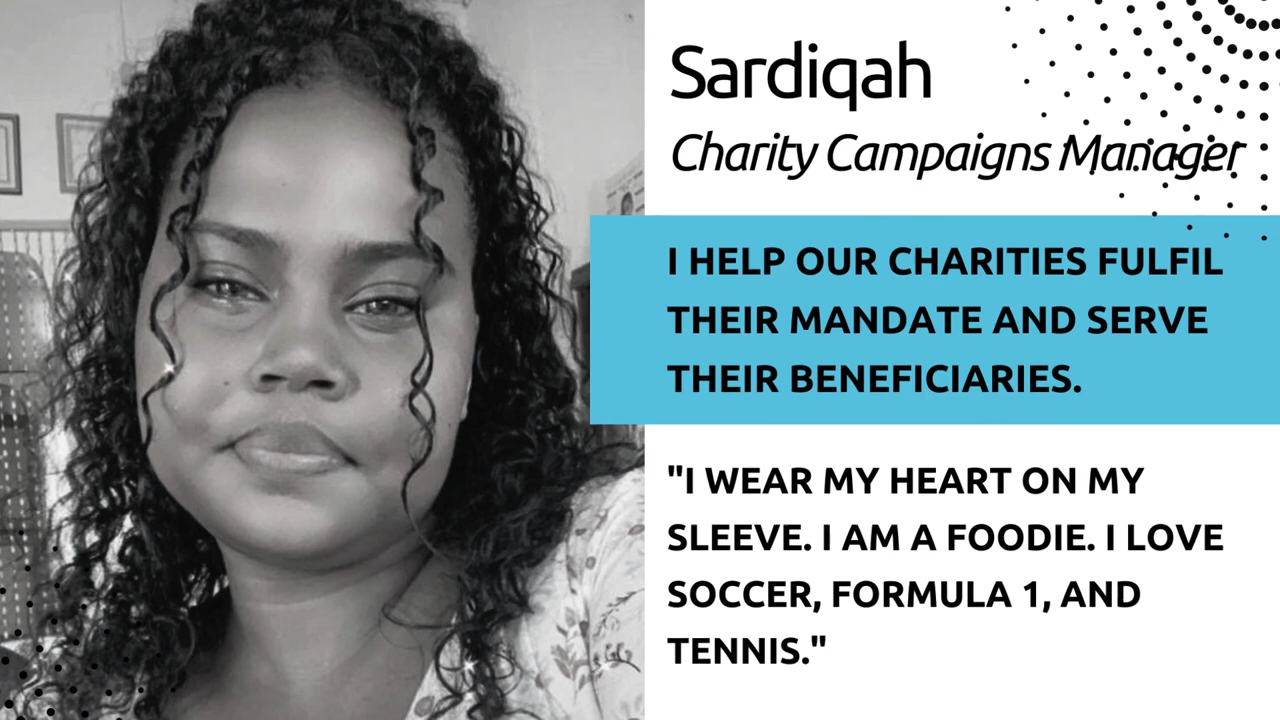 Sardiqah
Charity Campaigns Manager
I HELP OUR CHARITIES FULFIL
THEIR MANDATE AND SERVE
THEIR BENEFICIARIES.
"I WEAR MY HEART ON MY
SLEEVE. I AM A FOODIE. I LOVE
SOCCER, FORMULA 1, AND
TENNIS."